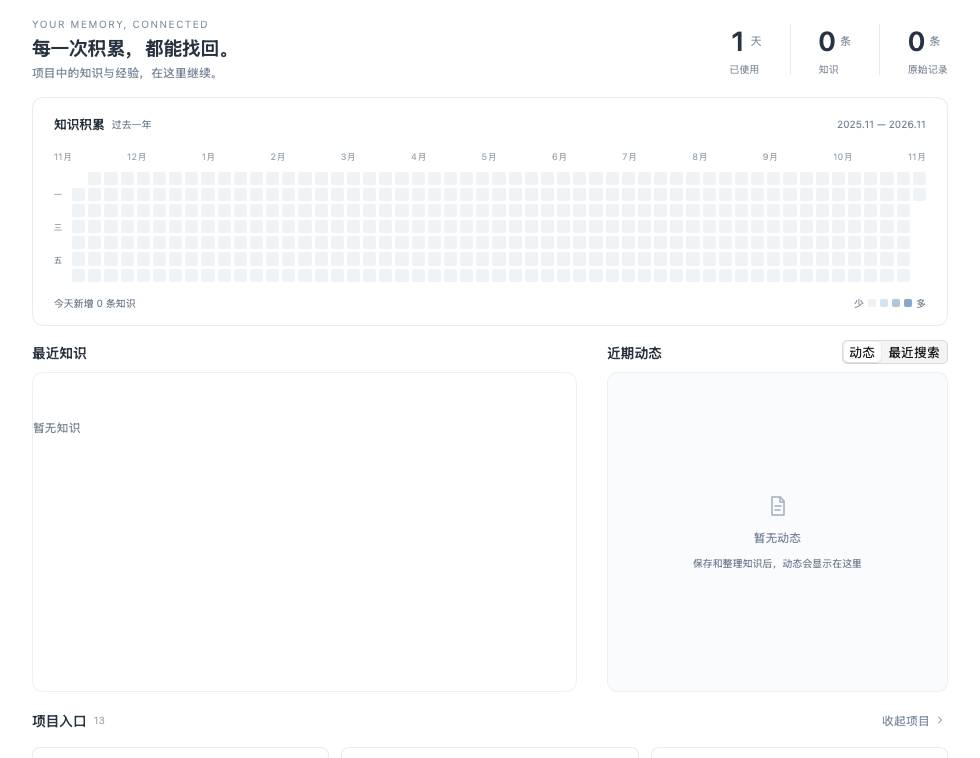 YOUR MEMORY, CONNECTED
每一次积累，都能找回。
项目中的知识与经验，在这里继续。
1 天
已使用
0 条
知识
0 条
原始记录
知识积累 过去一年
2025.11 — 2026.11
11月 12月 1月 2月 3月 4月 5月 6月 7月 8月 9月 10月 11月
一
三
五
今天新增 0 条知识
少 多
最近知识
暂无知识
近期动态
动态 最近搜索
暂无动态
保存和整理知识后，动态会显示在这里
项目入口 13
收起项目